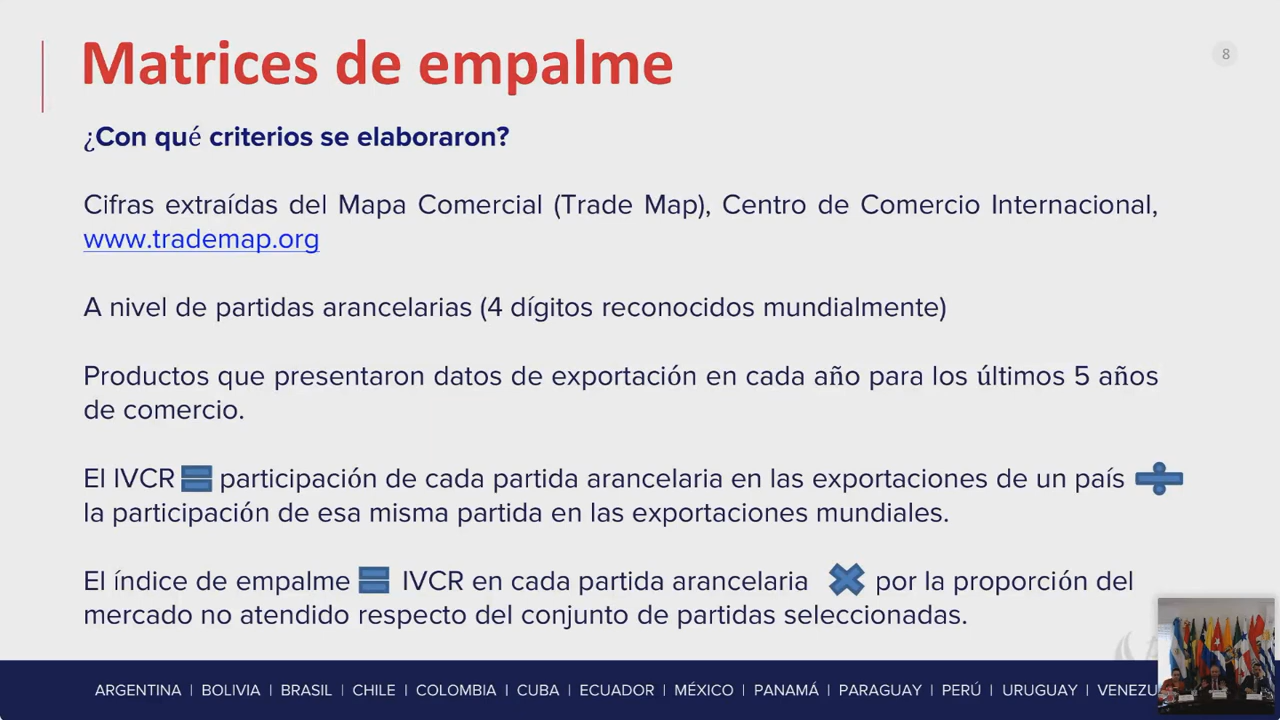 Matrices de empalme
8
¿Con qué criterios se elaboraron?
Cifras extraídas del Mapa Comercial (Trade Map), Centro de Comercio Internacional,
www.trademap.org
A nivel de partidas arancelarias (4 dígitos reconocidos mundialmente)
Productos que presentaron datos de exportación en cada año para los últimos 5 años
de comercio.
El IVCR = participación de cada partida arancelaria en las exportaciones de un país ÷
la participación de esa misma partida en las exportaciones mundiales.
El índice de empalme = IVCR en cada partida arancelaria ✖ por la proporción del
mercado no atendido respecto del conjunto de partidas seleccionadas.
ARGENTINA | BOLIVIA | BRASIL | CHILE | COLOMBIA | CUBA | ECUADOR | MÉXICO | PANAMÁ | PARAGUAY | PERÚ | URUGUAY | VENEZU